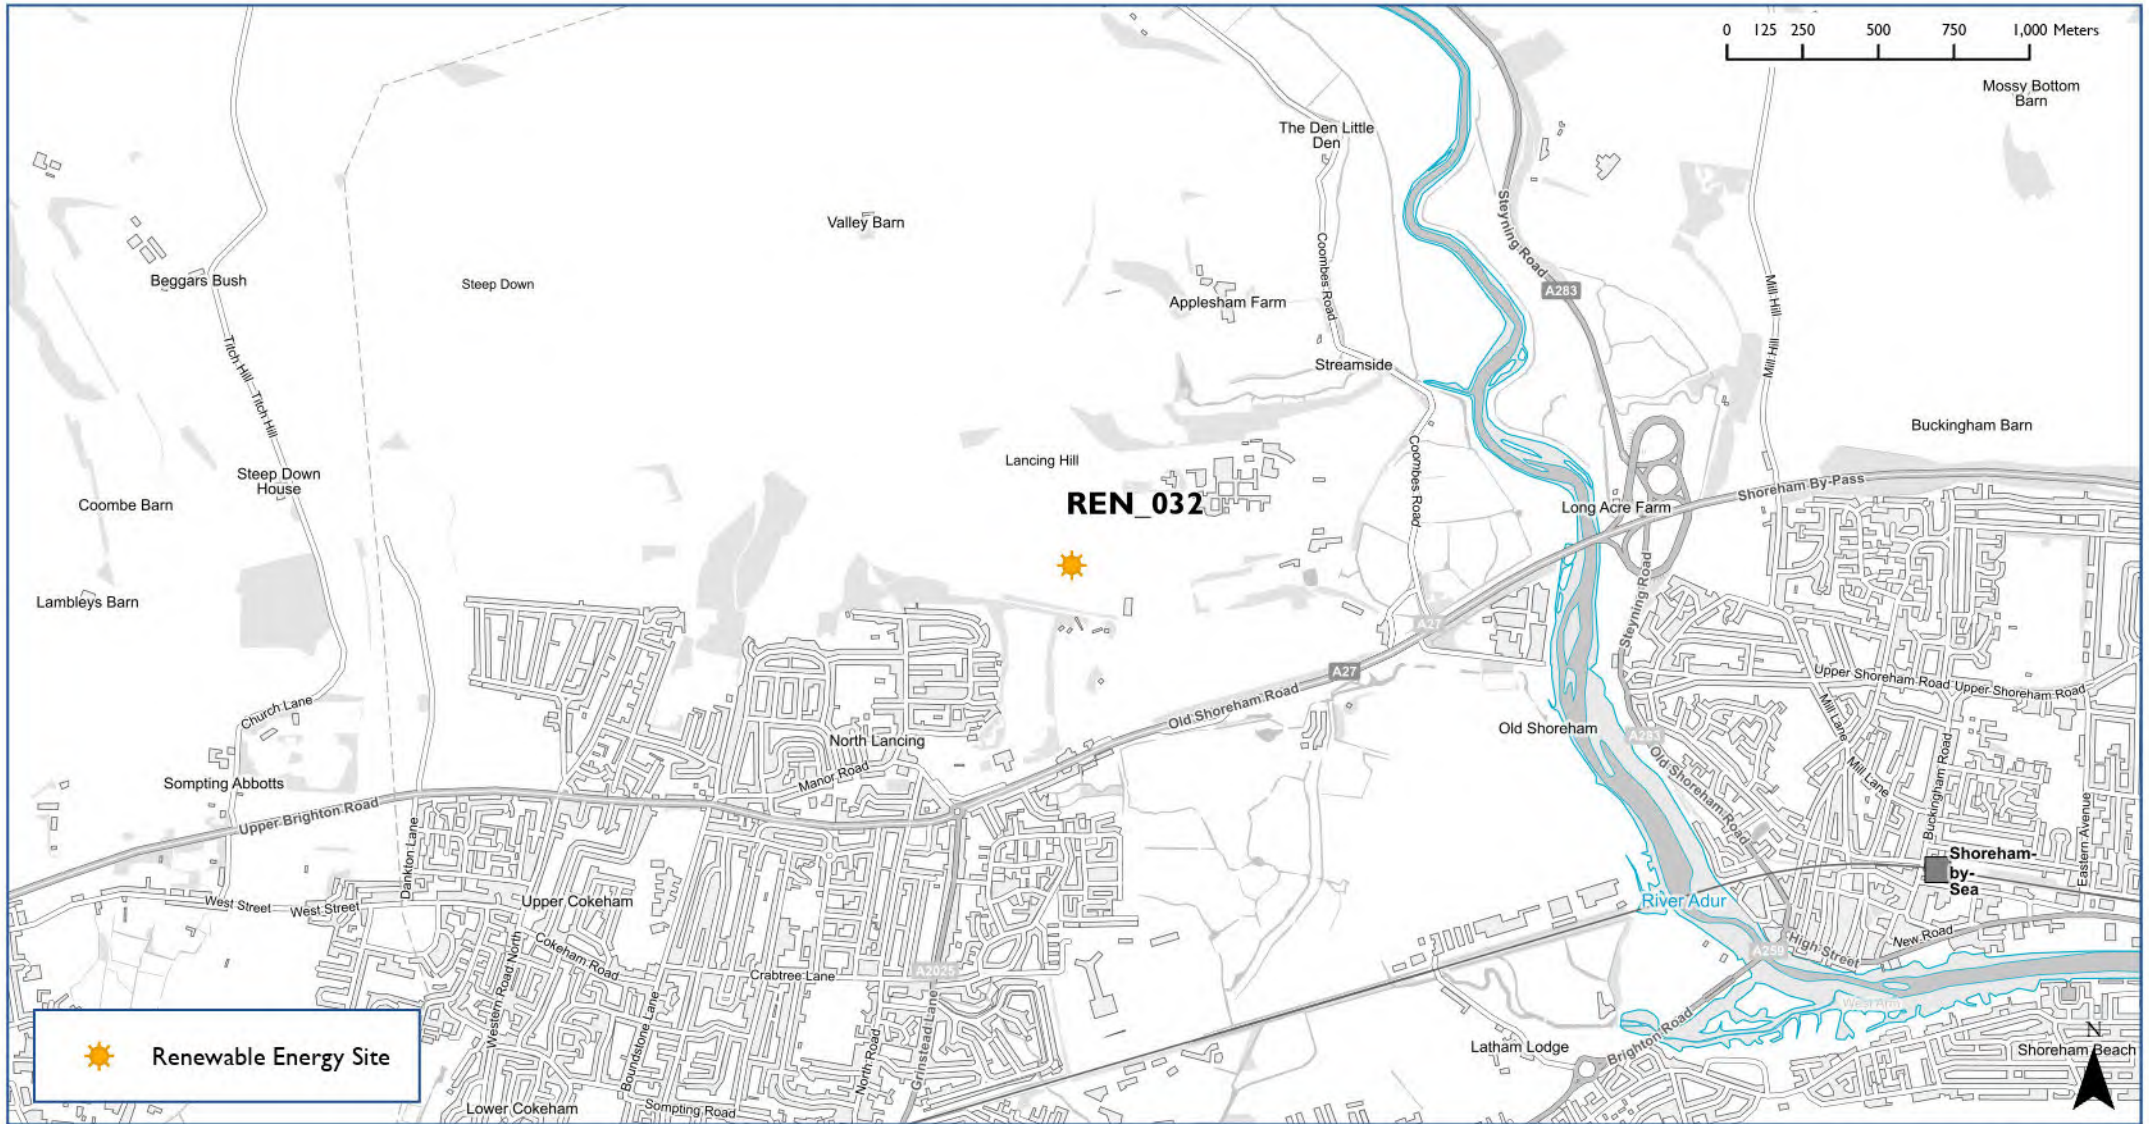 0 125 250 500 750 1,000 Meters
Mossy Bottom
Barn
The Den Little
Den
Valley Barn
Steyning Road
Coombes Road
Beggars Bush
Steep Down
Applesham Farm
A283
Mill Hill
Mill Hill
Titch Hill
Titch Hill
Streamside
Buckingham Barn
Lancing Hill
Coombes Road
Steep Down
House
Coombe Barn
REN_032
Shoreham By-Pass
Long Acre Farm
Lambleys Barn
Steyning Road
A27
A27
Upper Shoreham Road
Upper Shoreham Road
Church Lane
Old Shoreham Road
Mill Lane
Old Shoreham
A283
North Lancing
Manor Road
Old Shoreham Road
Mill Lane
Buckingham Road
Sompting Abbotts
Upper Brighton Road
Eastern Avenue
Dankton Lane
Shoreham-
by-
Sea
West Street
West Street
Upper Cokeham
River Adur
Western Road North
Cokeham Road
High Street
New Road
A259
Crabtree Lane
A2025
West Arm
Boundstone Lane
North Road
Grinstead Lane
Brighton Road
Latham Lodge
N
Shoreham Beach
Renewable Energy Site
Lower Cokeham
Sompting Road